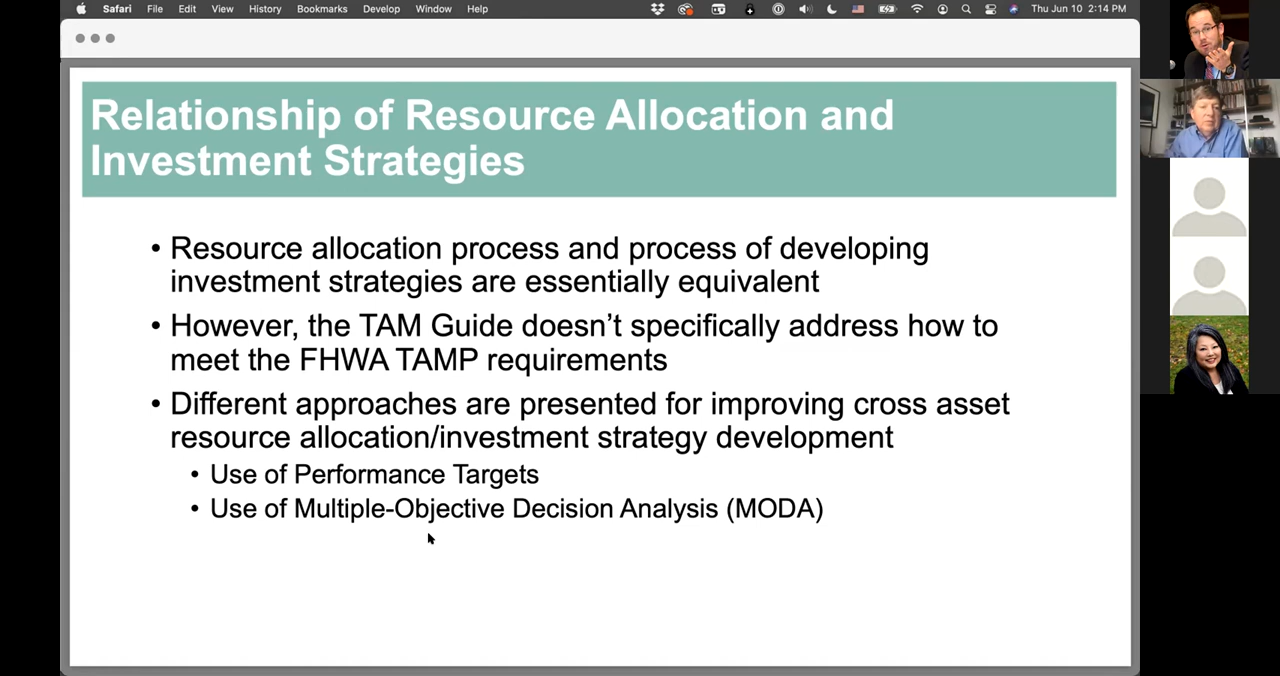 Safari File Edit View History Bookmarks Develop Window Help Thu Jun 10 2:14 PM
Relationship of Resource Allocation and
Investment Strategies
• Resource allocation process and process of developing
investment strategies are essentially equivalent
• However, the TAM Guide doesn’t specifically address how to
meet the FHWA TAMP requirements
• Different approaches are presented for improving cross asset
resource allocation/investment strategy development
• Use of Performance Targets
• Use of Multiple-Objective Decision Analysis (MODA)